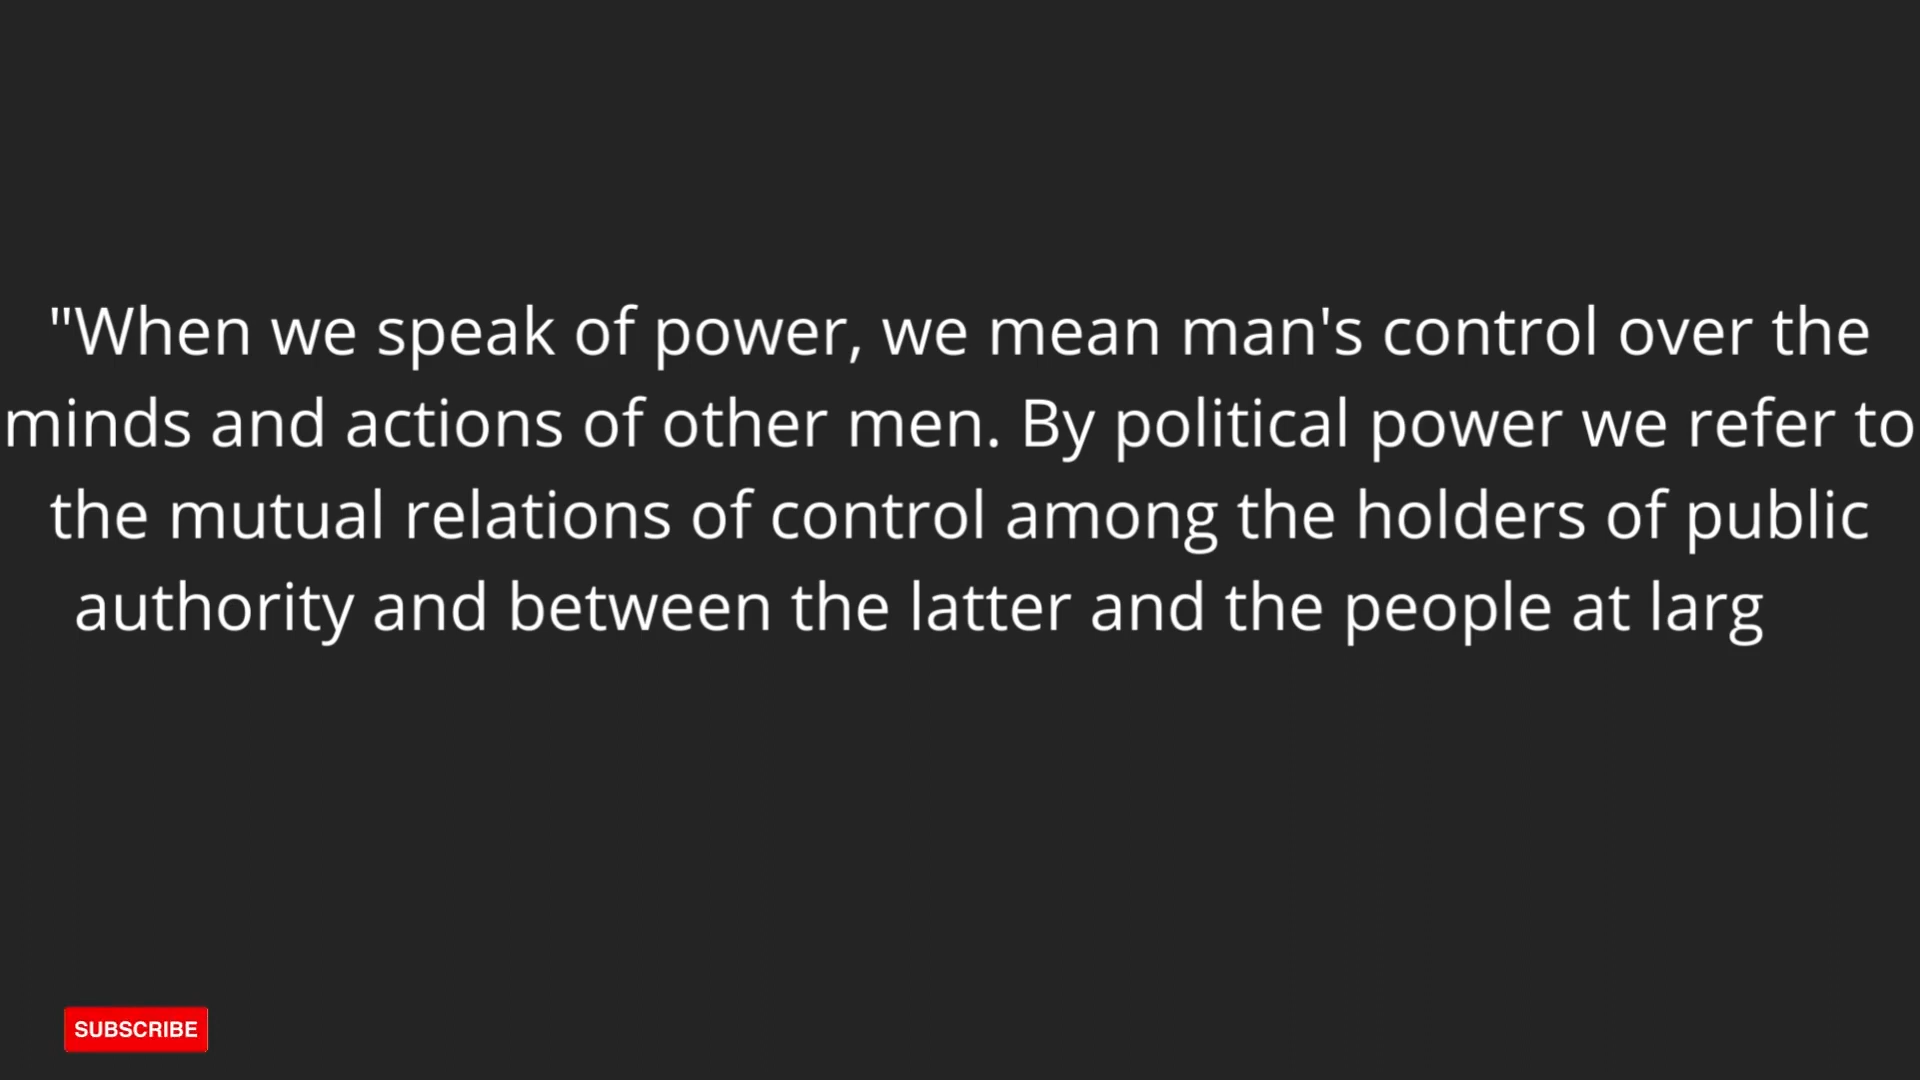 "When we speak of power, we mean man's control over the
minds and actions of other men. By political power we refer to
the mutual relations of control among the holders of public
authority and between the latter and the people at larg
SUBSCRIBE